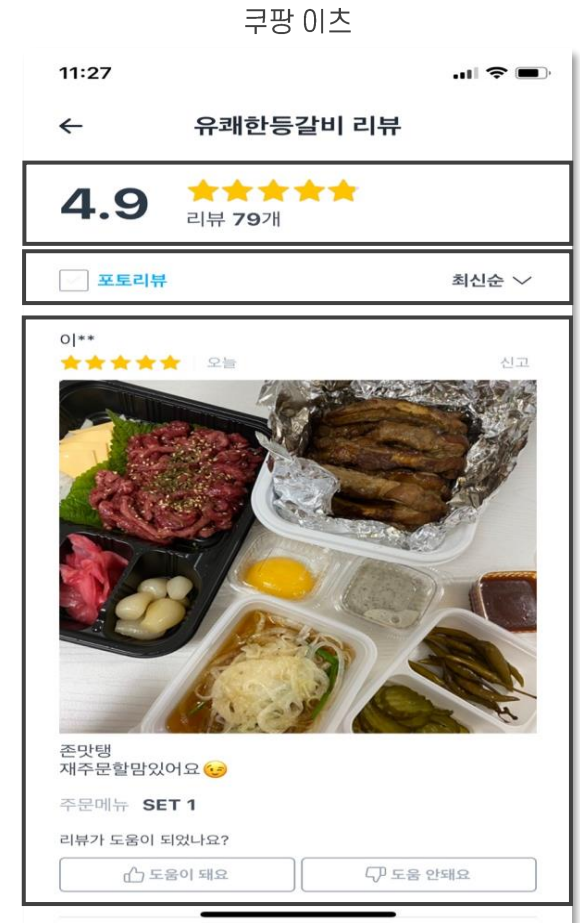 쿠팡 이츠
11:27
유쾌한등갈비 리뷰
4.9
리뷰 79개
포토리뷰
최신순
이**
오늘
신고
존맛탱
재주문할맘있어요😉
주문메뉴 SET 1
리뷰가 도움이 되었나요?
도움이 돼요
도움 안돼요